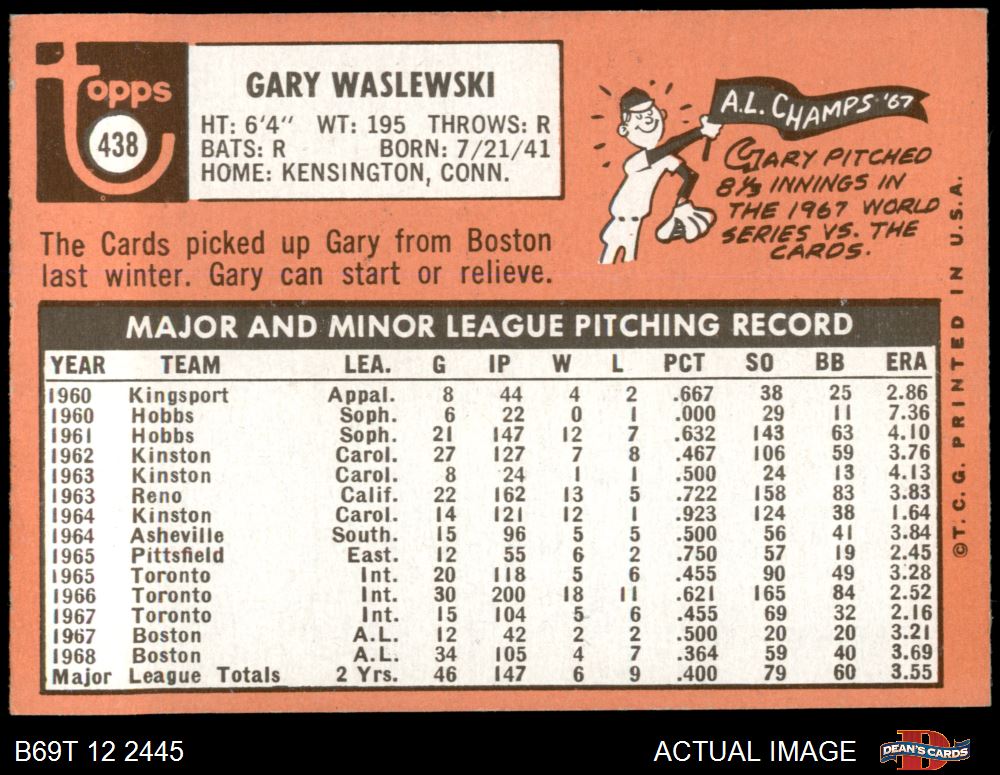 topps
438
GARY WASLEWSKI
HT: 6'4" WT: 195 THROWS: R
BATS: R BORN: 7/21/41
HOME: KENSINGTON, CONN.
A.L. CHAMPS '67
GARY PITCHED
8 1/3 INNINGS IN
THE 1967 WORLD
SERIES VS. THE
CARDS.
The Cards picked up Gary from Boston
last winter. Gary can start or relieve.
MAJOR AND MINOR LEAGUE PITCHING RECORD
YEAR TEAM LEA. G IP W L PCT SO BB ERA
1960 Kingsport Appal. 8 44 4 2 .667 38 25 2.86
1960 Hobbs Soph. 6 22 0 1 .000 29 11 7.36
1961 Hobbs Soph. 21 147 12 7 .632 143 63 4.10
1962 Kinston Carol. 27 127 7 8 .467 106 59 3.76
1963 Kinston Carol. 8 24 1 1 .500 24 13 4.13
1963 Reno Calif. 22 162 13 5 .722 158 83 3.83
1964 Kinston Carol. 14 121 12 1 .923 124 38 1.64
1964 Asheville South. 15 96 5 5 .500 56 41 3.84
1965 Pittsfield East. 12 55 6 2 .750 57 19 2.45
1965 Toronto Int. 20 118 5 6 .455 90 49 3.28
1966 Toronto Int. 30 200 18 11 .621 165 84 2.52
1967 Toronto Int. 15 104 5 6 .455 69 32 2.16
1967 Boston A.L. 12 42 2 2 .500 20 20 3.21
1968 Boston A.L. 34 105 4 7 .364 59 40 3.69
Major League Totals 2 Yrs. 46 147 6 9 .400 79 60 3.55
©T. C. G. PRINTED IN U.S.A.
B69T 12 2445
ACTUAL IMAGE
D
DEAN'S CARDS